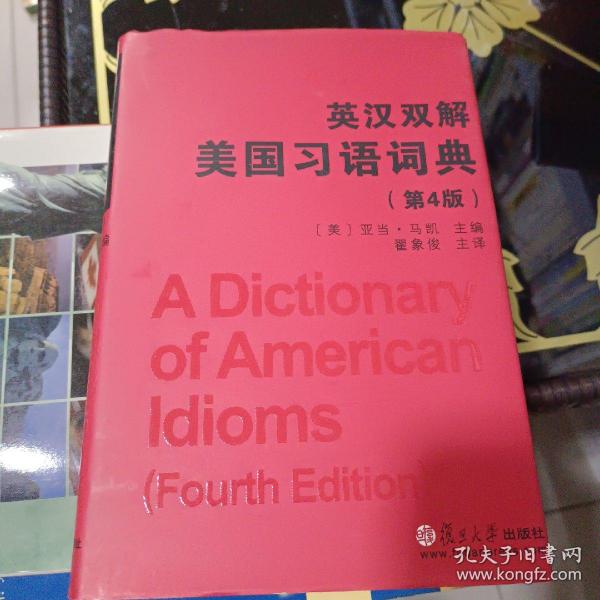 英汉双解
美国习语词典
（第4版）
［美］亚当·马凯 主编
翟象俊 主译
A Dictionary
of American
Idioms
(Fourth Edition)
复旦大学出版社
www.
孔夫子旧书网
www.kongfz.com
社